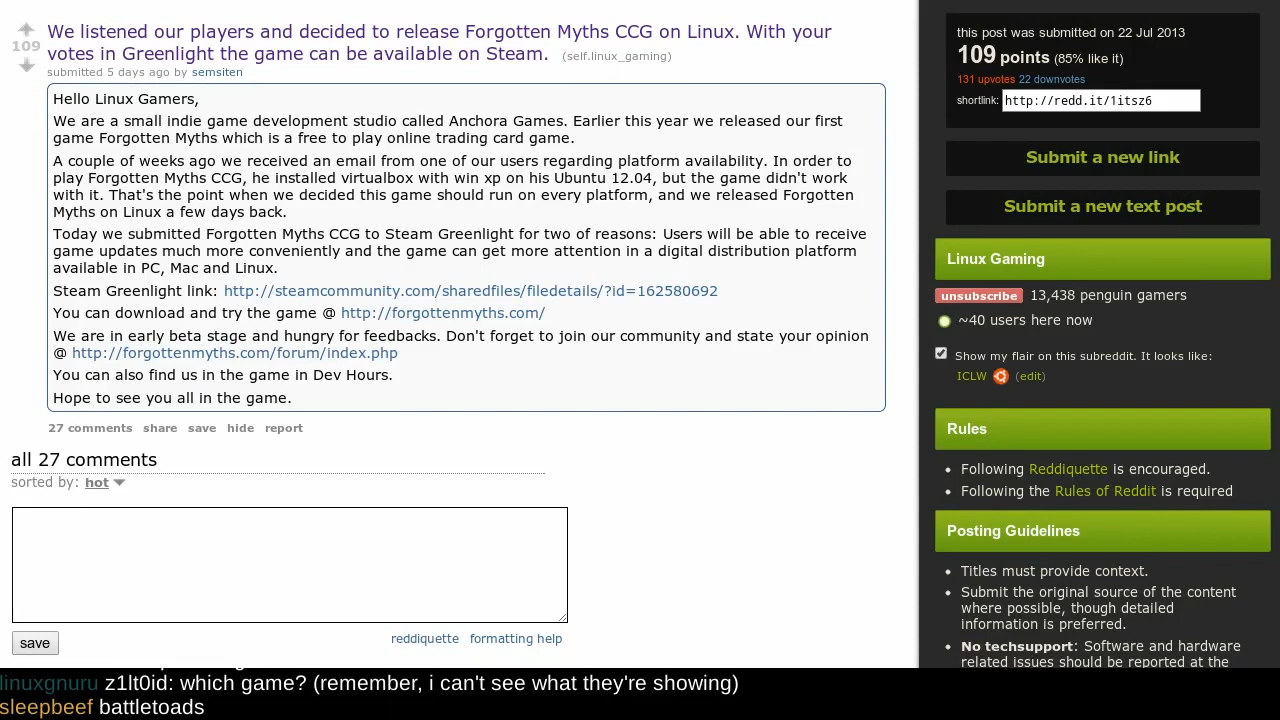 We listened our players and decided to release Forgotten Myths CCG on Linux. With your
votes in Greenlight the game can be available on Steam. (self.linux_gaming)
109
submitted 5 days ago by semsiten
Hello Linux Gamers,
We are a small indie game development studio called Anchora Games. Earlier this year we released our first
game Forgotten Myths which is a free to play online trading card game.
A couple of weeks ago we received an email from one of our users regarding platform availability. In order to
play Forgotten Myths CCG, he installed virtualbox with win xp on his Ubuntu 12.04, but the game didn't work
with it. That's the point when we decided this game should run on every platform, and we released Forgotten
Myths on Linux a few days back.
Today we submitted Forgotten Myths CCG to Steam Greenlight for two of reasons: Users will be able to receive
game updates much more conveniently and the game can get more attention in a digital distribution platform
available in PC, Mac and Linux.
Steam Greenlight link: http://steamcommunity.com/sharedfiles/filedetails/?id=162580692
You can download and try the game @ http://forgottenmyths.com/
We are in early beta stage and hungry for feedbacks. Don't forget to join our community and state your opinion
@ http://forgottenmyths.com/forum/index.php
You can also find us in the game in Dev Hours.
Hope to see you all in the game.
27 comments share save hide report
all 27 comments
sorted by: hot
save
reddiquette formatting help
this post was submitted on 22 Jul 2013
109 points (85% like it)
131 upvotes 22 downvotes
shortlink: http://redd.it/1itsz6
Submit a new link
Submit a new text post
Linux Gaming
unsubscribe 13,438 penguin gamers
~40 users here now
Show my flair on this subreddit. It looks like:
ICLW (edit)
Rules
• Following Reddiquette is encouraged.
• Following the Rules of Reddit is required
Posting Guidelines
• Titles must provide context.
• Submit the original source of the content
where possible, though detailed
information is preferred.
• No techsupport: Software and hardware
related issues should be reported at the
linuxgnuru z1lt0id: which game? (remember, i can't see what they're showing)
sleepbeef battletoads